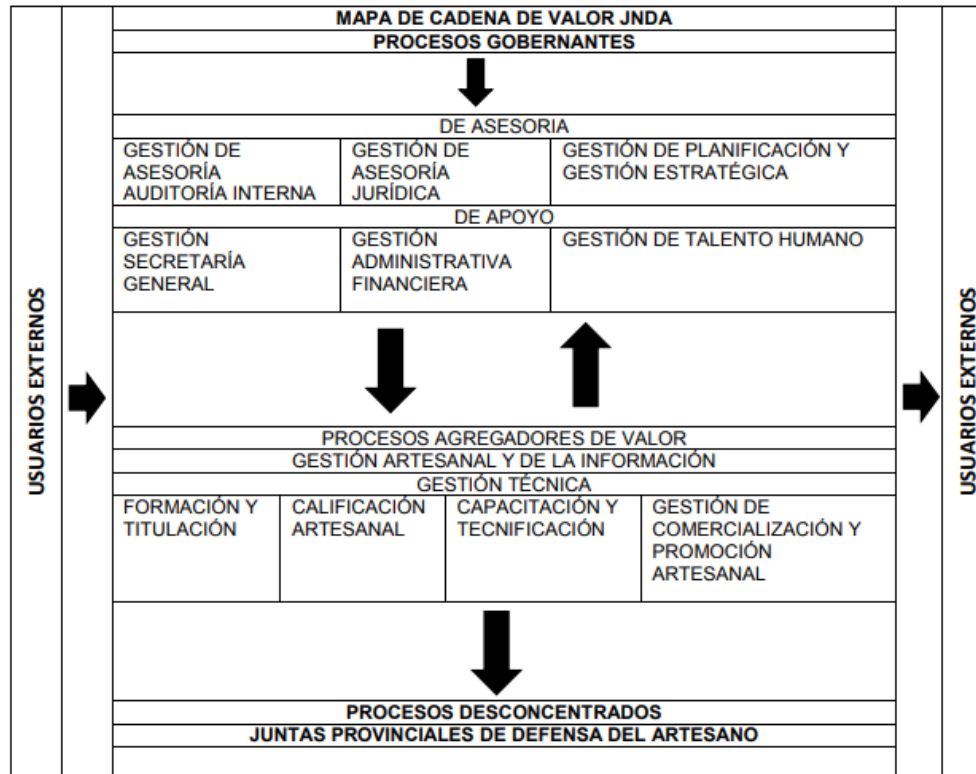 MAPA DE CADENA DE VALOR JNDA
PROCESOS GOBERNANTES
DE ASESORIA
GESTIÓN DE
ASESORÍA
AUDITORÍA INTERNA
GESTIÓN DE
ASESORÍA
JURÍDICA
GESTIÓN DE PLANIFICACIÓN Y
GESTIÓN ESTRATÉGICA
DE APOYO
GESTIÓN
SECRETARÍA
GENERAL
GESTIÓN
ADMINISTRATIVA
FINANCIERA
GESTIÓN DE TALENTO HUMANO
USUARIOS EXTERNOS
USUARIOS EXTERNOS
PROCESOS AGREGADORES DE VALOR
GESTIÓN ARTESANAL Y DE LA INFORMACIÓN
GESTIÓN TÉCNICA
FORMACIÓN Y
TITULACIÓN
CALIFICACIÓN
ARTESANAL
CAPACITACIÓN Y
TECNIFICACIÓN
GESTIÓN DE
COMERCIALIZACIÓN Y
PROMOCIÓN
ARTESANAL
PROCESOS DESCONCENTRADOS
JUNTAS PROVINCIALES DE DEFENSA DEL ARTESANO